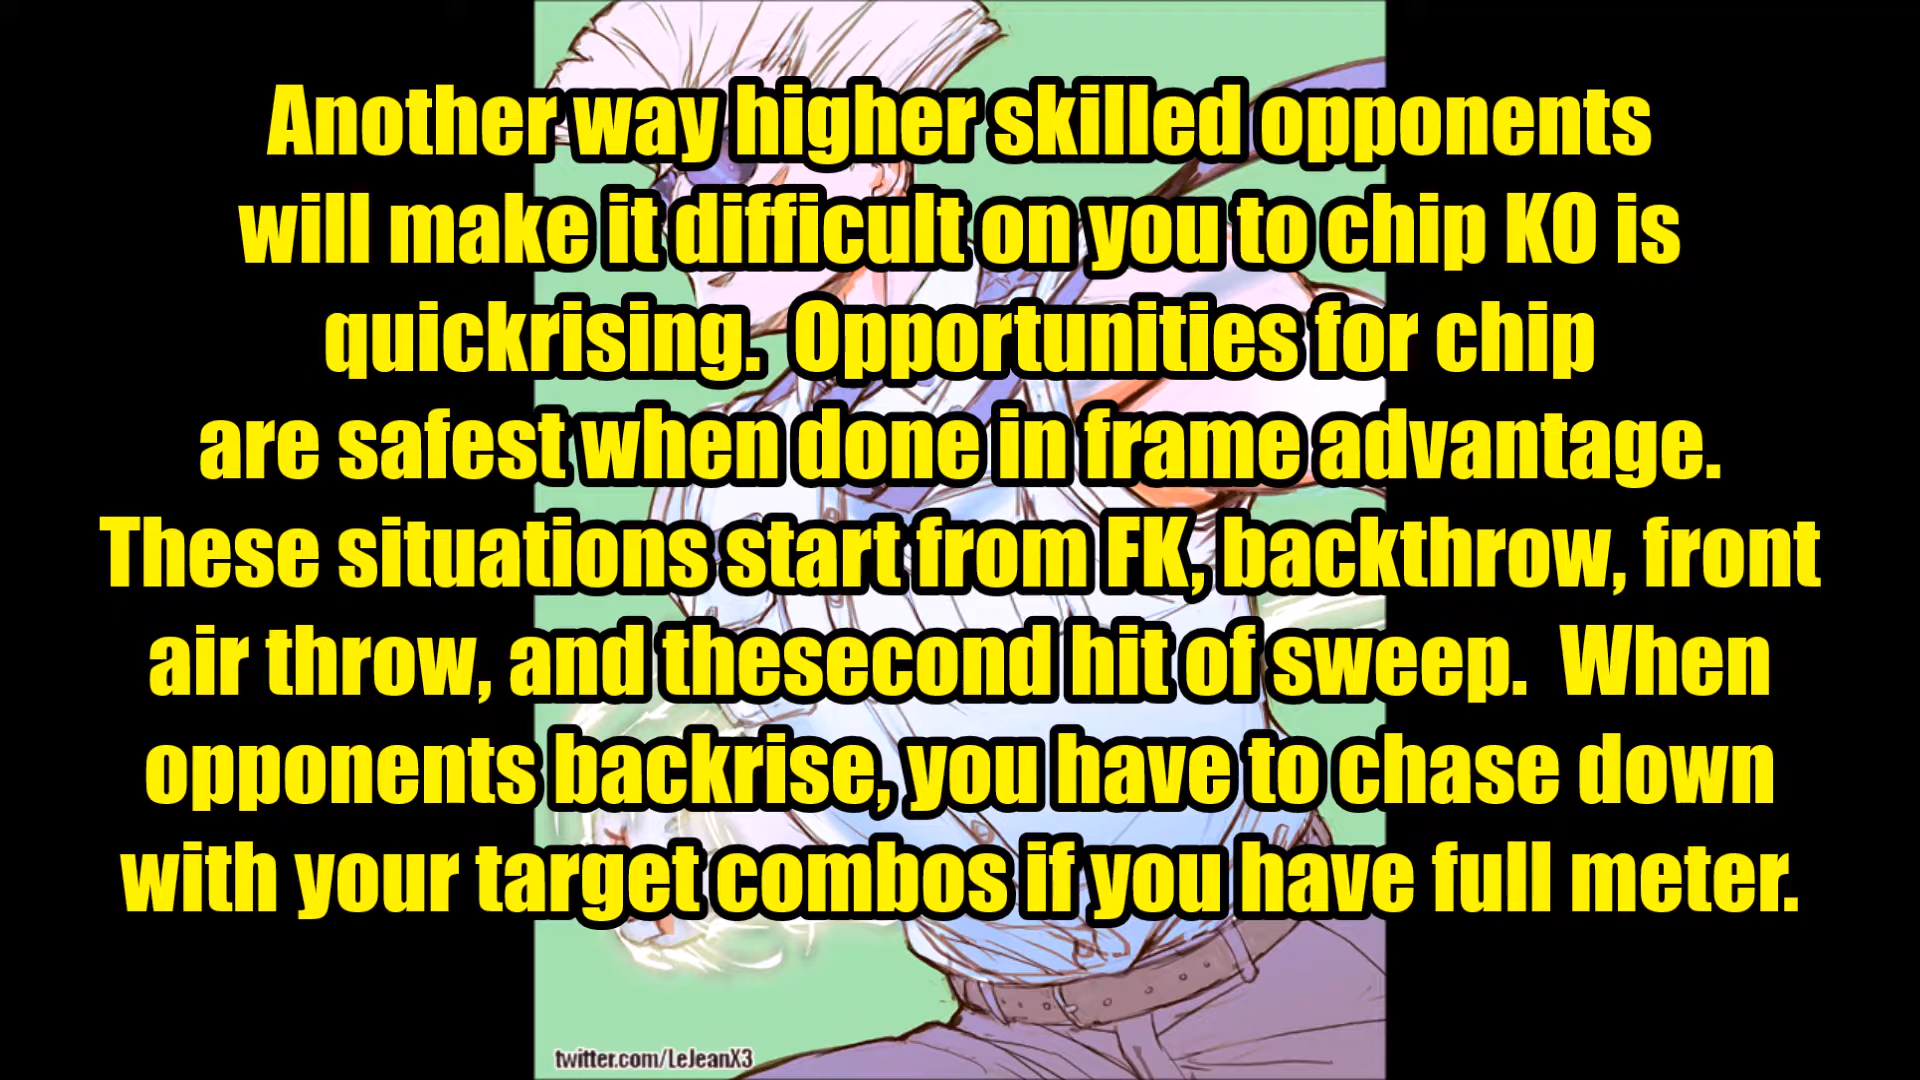 Another way higher skilled opponents
will make it difficult on you to chip KO is
quickrising.  Opportunities for chip
are safest when done in frame advantage.
These situations start from FK, backthrow, front
air throw, and thesecond hit of sweep.  When
opponents backrise, you have to chase down
with your target combos if you have full meter.
twitter.com/LeJeanX3